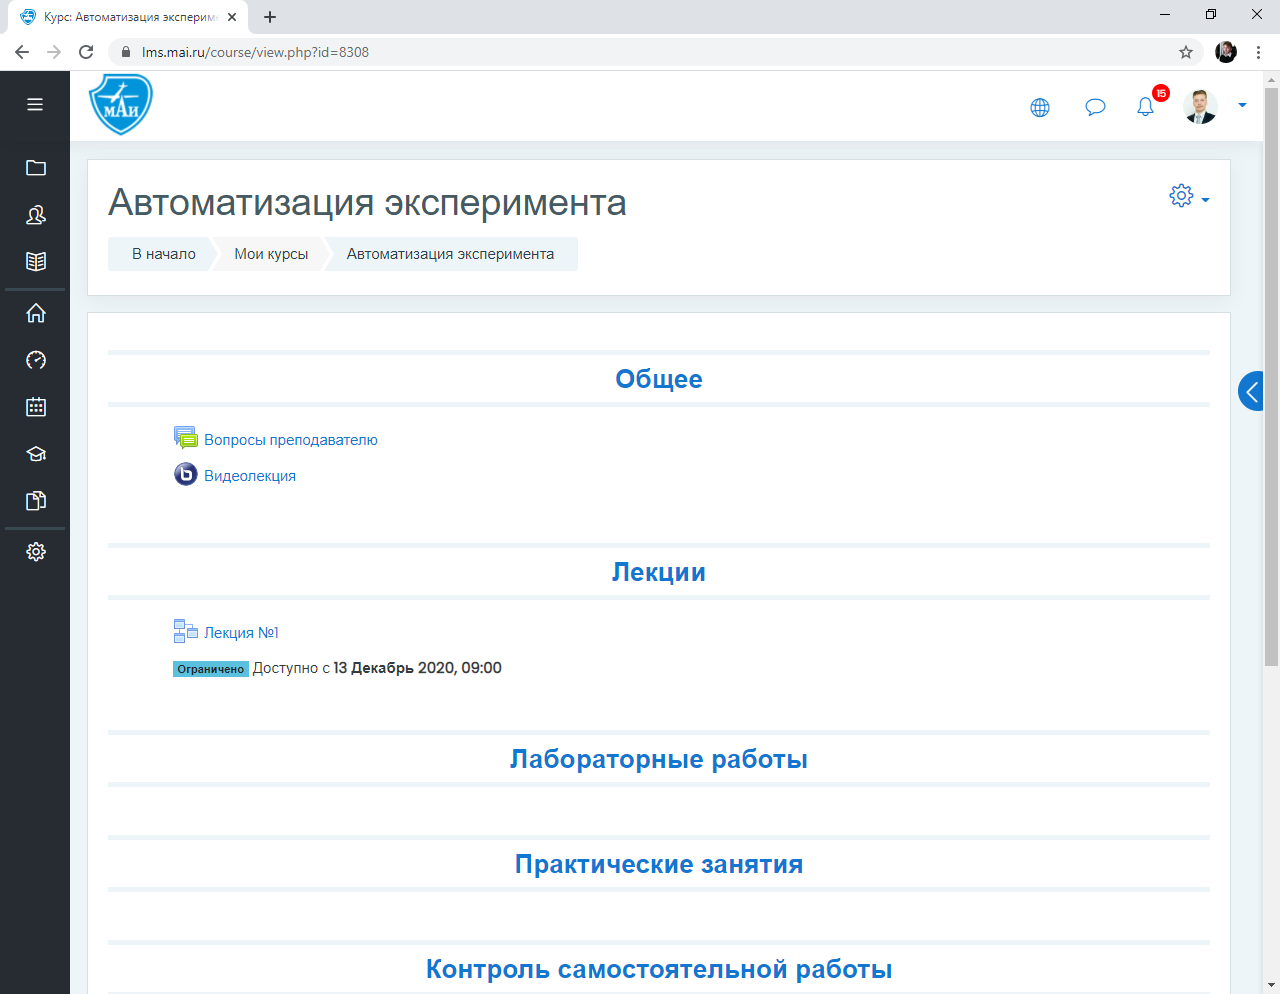 Курс: Автоматизация экспериме
lms.mai.ru/course/view.php?id=8308
МАИ
15
Автоматизация эксперимента
В начало
Мои курсы
Автоматизация эксперимента
Общее
Вопросы преподавателю
Видеолекция
Лекции
Лекция №1
Ограничено Доступно с 13 Декабрь 2020, 09:00
Лабораторные работы
Практические занятия
Контроль самостоятельной работы